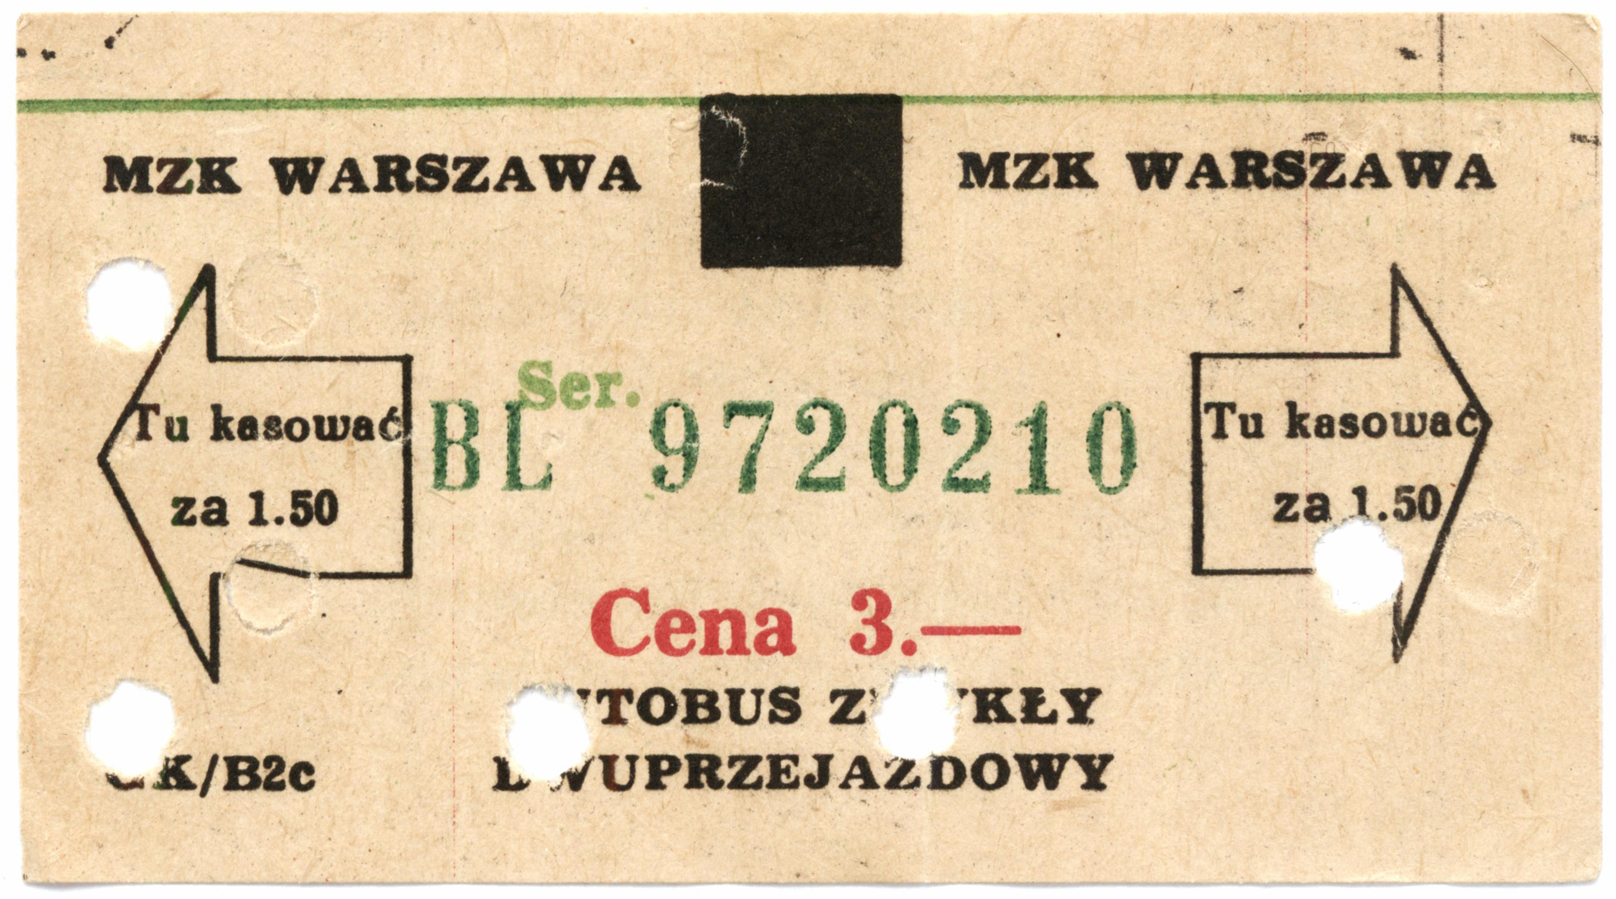 MZK WARSZAWA
MZK WARSZAWA
Tu kasować
za 1.50
Ser.
BL 9720210
Tu kasować
za 1.50
Cena 3.—
DWUPRZEJAZDOWY